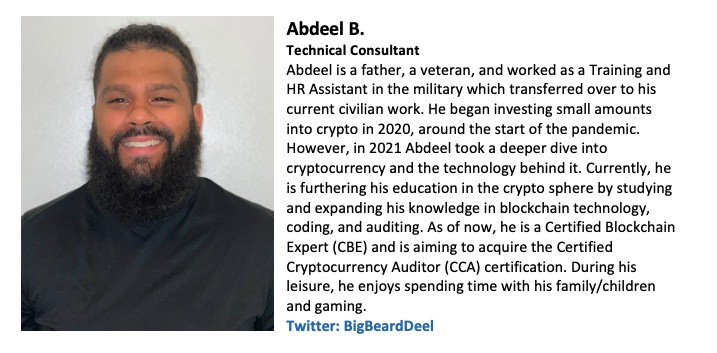 Abdeel B.
Technical Consultant
Abdeel is a father, a veteran, and worked as a Training and
HR Assistant in the military which transferred over to his
current civilian work. He began investing small amounts
into crypto in 2020, around the start of the pandemic.
However, in 2021 Abdeel took a deeper dive into
cryptocurrency and the technology behind it. Currently, he
is furthering his education in the crypto sphere by studying
and expanding his knowledge in blockchain technology,
coding, and auditing. As of now, he is a Certified Blockchain
Expert (CBE) and is aiming to acquire the Certified
Cryptocurrency Auditor (CCA) certification. During his
leisure, he enjoys spending time with his family/children
and gaming.
Twitter: BigBeardDeel